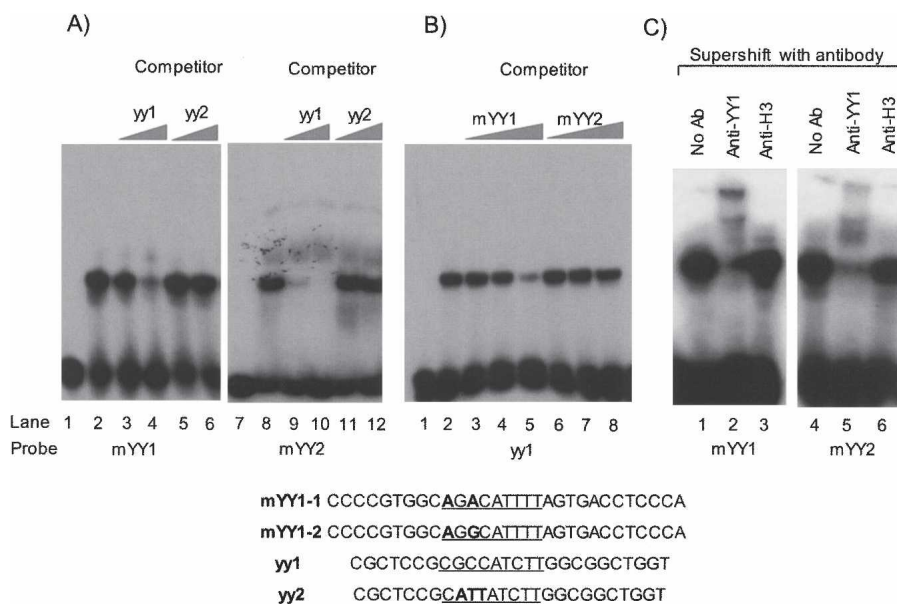 A)
B)
C)
Competitor
Competitor
Competitor
Supershift with antibody
yy1
yy2
yy1
yy2
mYY1
mYY2
No Ab
Anti-YY1
Anti-H3
No Ab
Anti-YY1
Anti-H3
Lane 1 2 3 4 5 6 7 8 9 10 11 12 1 2 3 4 5 6 7 8 1 2 3 4 5 6
Probe mYY1 mYY2 yy1 mYY1 mYY2
mYY1-1 CCCCGTGGCAGACATTTTAGTGACCTCCCA
mYY1-2 CCCCGTGGCAGGCATTTTAGTGACCTCCCA
yy1 CGCTCCGCGCCATCTTGGCGGCTGGT
yy2 CGCTCCGCATTATCTTGGCGGCTGGT